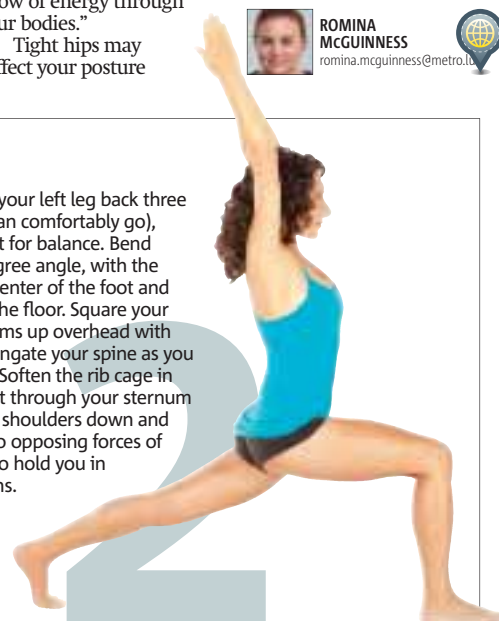 ow of energy through
ur bodies.”
Tight hips may
ffect your posture
ROMINA
McGUINNESS
romina.mcguinness@metro.lu
your left leg back three
an comfortably go),
t for balance. Bend
gree angle, with the
enter of the foot and
he floor. Square your
ms up overhead with
ngate your spine as you
Soften the rib cage in
t through your sternum
shoulders down and
o opposing forces of
o hold you in
ns.
2